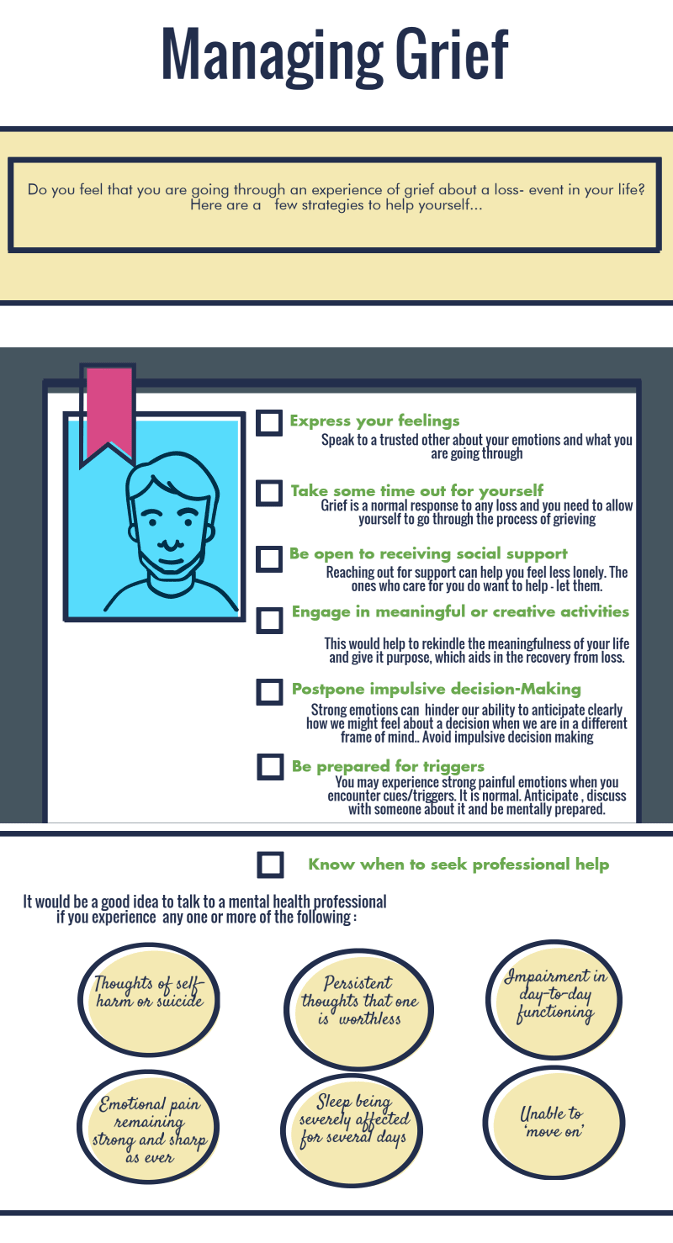 Managing Grief
Do you feel that you are going through an experience of grief about a loss- event in your life?
Here are a few strategies to help yourself...
Express your feelings
Speak to a trusted other about your emotions and what you
are going through
Take some time out for yourself
Grief is a normal response to any loss and you need to allow
yourself to go through the process of grieving
Be open to receiving social support
Reaching out for support can help you feel less lonely. The
ones who care for you do want to help - let them.
Engage in meaningful or creative activities
This would help to rekindle the meaningfulness of your life
and give it purpose, which aids in the recovery from loss.
Postpone impulsive decision-Making
Strong emotions can hinder our ability to anticipate clearly
how we might feel about a decision when we are in a different
frame of mind.. Avoid impulsive decision making
Be prepared for triggers
You may experience strong painful emotions when you
encounter cues/triggers. It is normal. Anticipate , discuss
with someone about it and be mentally prepared.
Know when to seek professional help
It would be a good idea to talk to a mental health professional
if you experience any one or more of the following :
Thoughts of self-
harm or suicide
Persistent
thoughts that one
is worthless
Impairment in
day-to-day
functioning
Emotional pain
remaining
strong and sharp
as ever
Sleep being
severely affected
for several days
Unable to
'move on'